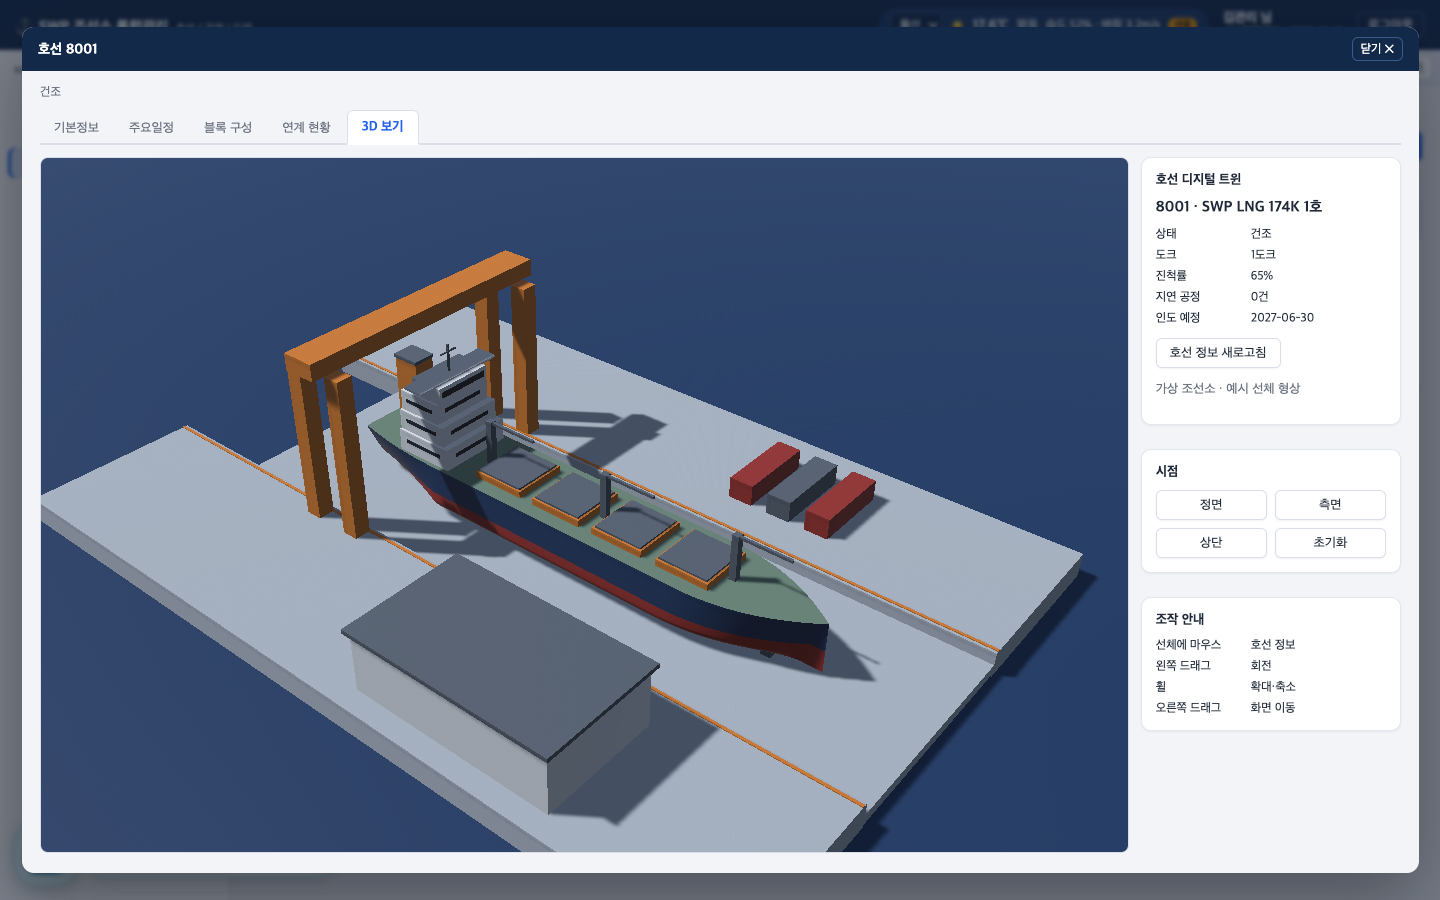 호선 8001
닫기 ✕
건조
기본정보
주요일정
블록 구성
연계 현황
3D 보기
호선 디지털 트윈
8001 · SWP LNG 174K 1호
상태 건조
도크 1도크
진척률 65%
지연 공정 0건
인도 예정 2027-06-30
호선 정보 새로고침
가상 조선소 · 예시 선체 형상
시점
정면
측면
상단
초기화
조작 안내
선체에 마우스 호선 정보
왼쪽 드래그 회전
휠 확대·축소
오른쪽 드래그 화면 이동